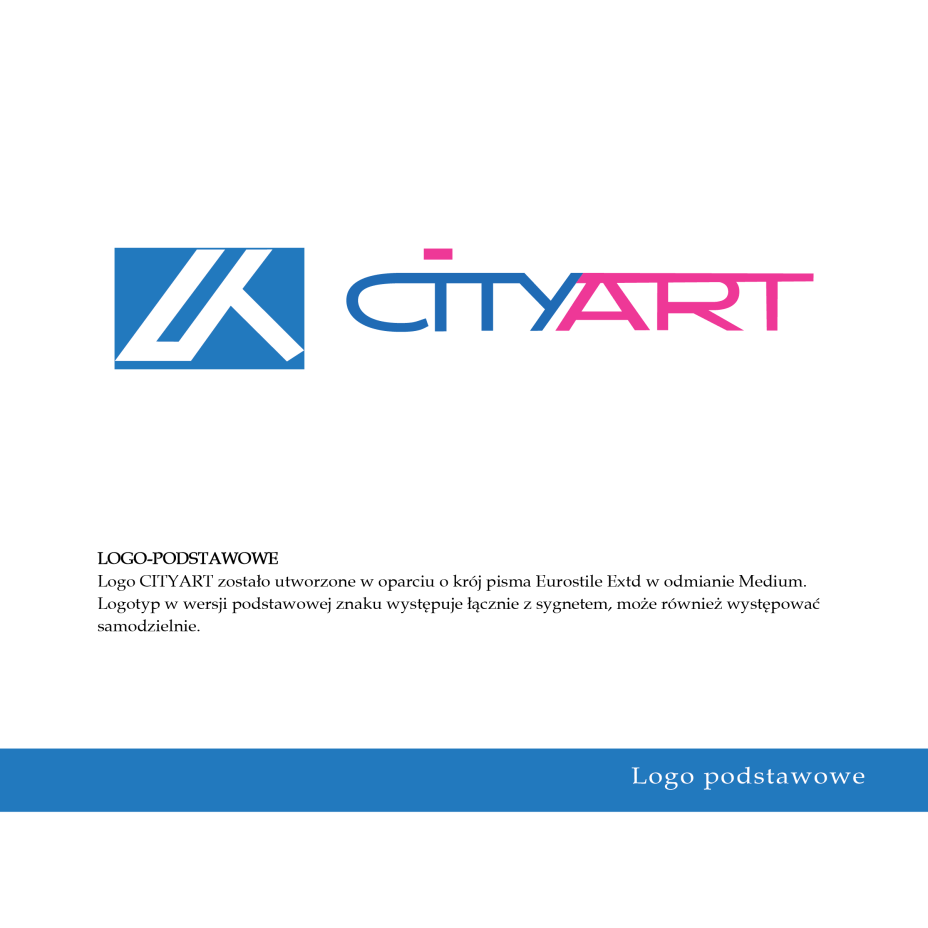 CiTYART
LOGO-PODSTAWOWE
Logo CITYART zostało utworzone w oparciu o krój pisma Eurostile Extd w odmianie Medium.
Logotyp w wersji podstawowej znaku występuje łącznie z sygnetem, może również występować
samodzielnie.
Logo podstawowe